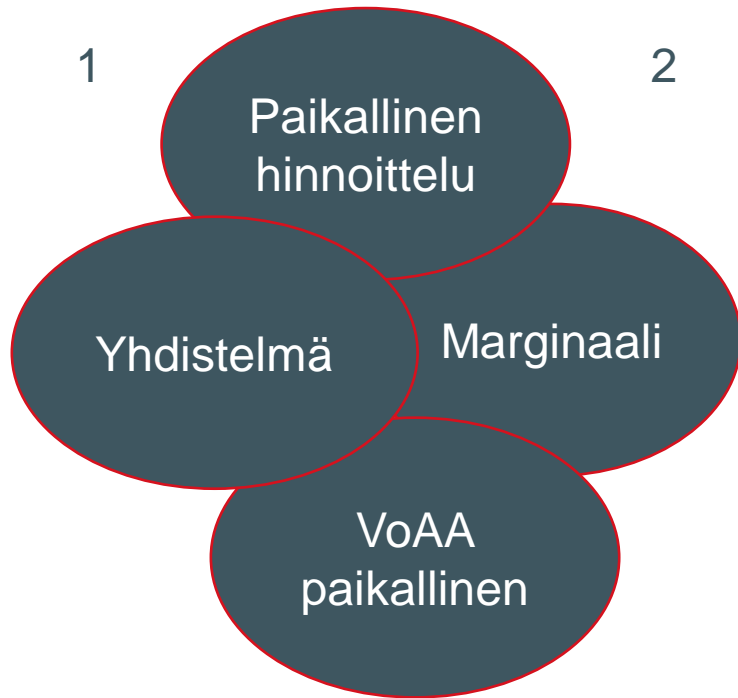 1
2
Paikallinen
hinnoittelu
Yhdistelmä
Marginaali
VoAA
paikallinen